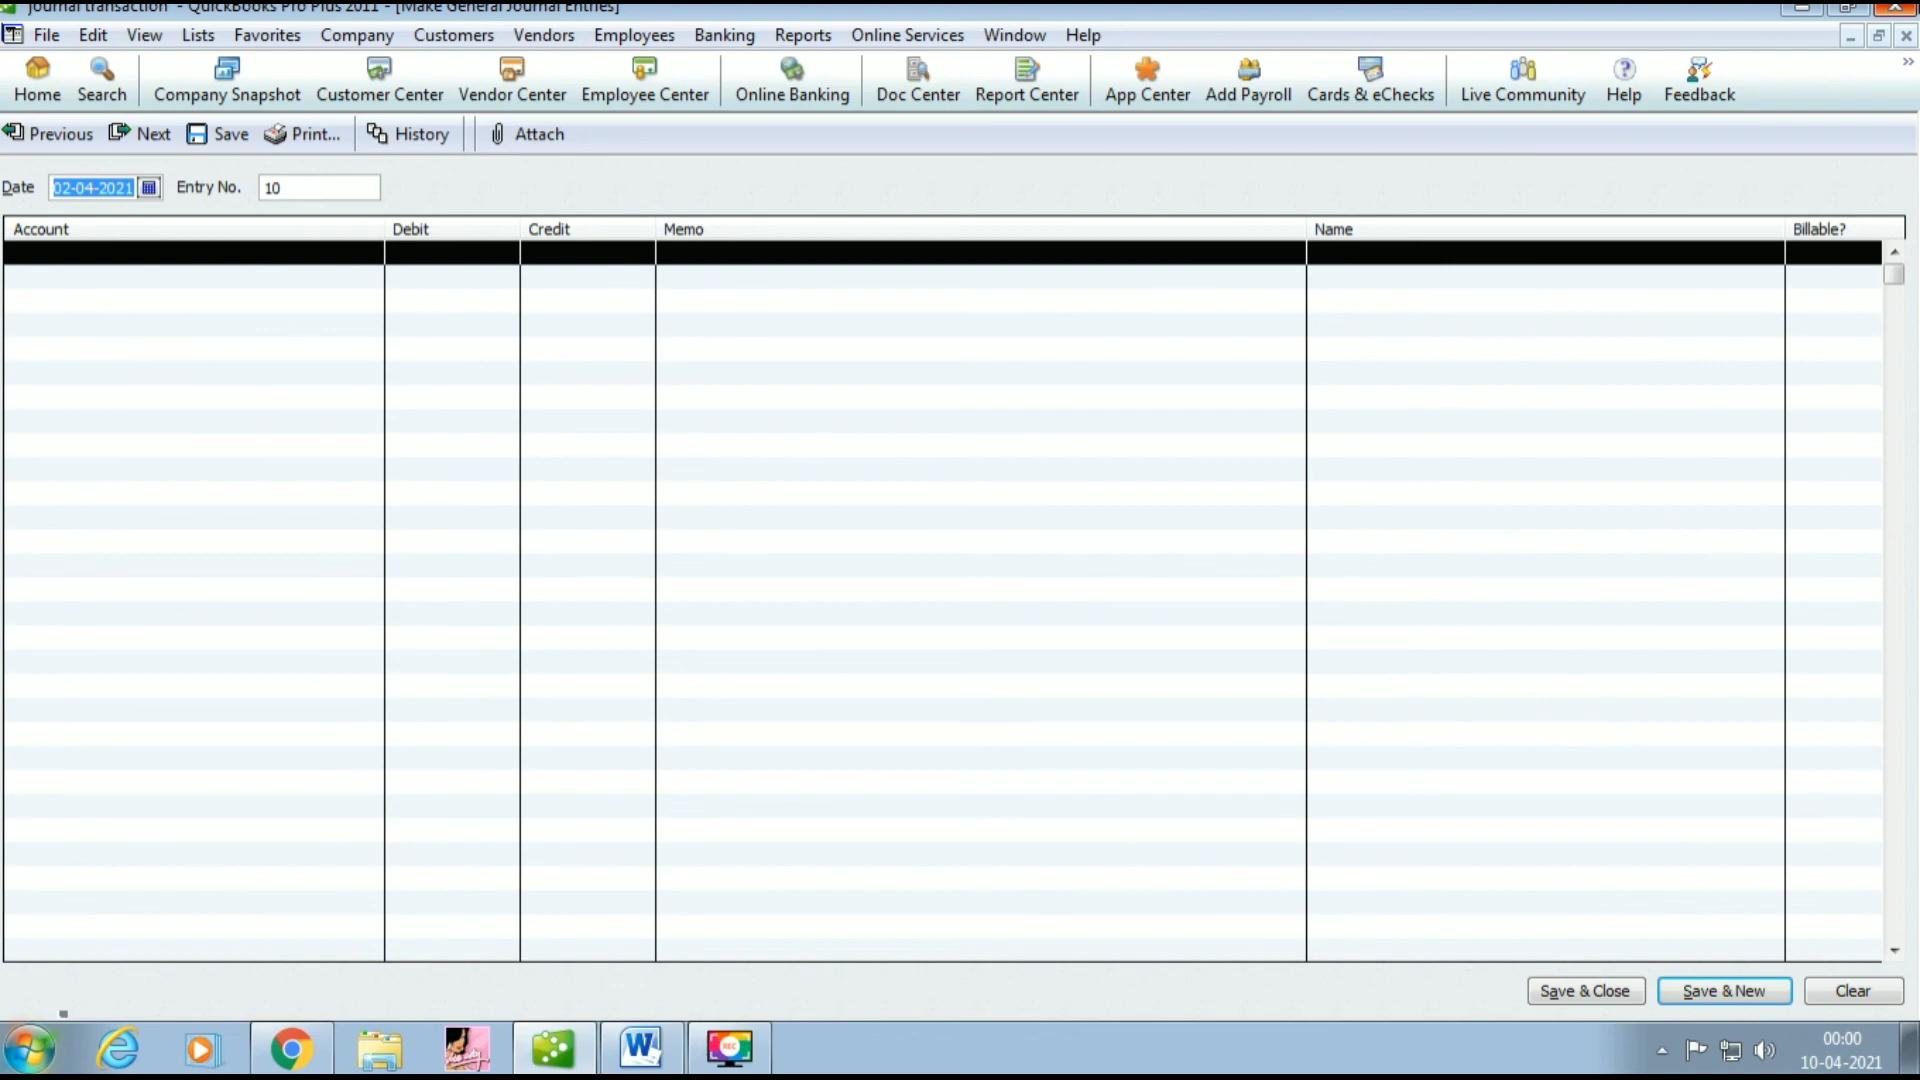 journal transaction - QuickBooks Pro Plus 2011 - [Make General Journal Entries]
File Edit View Lists Favorites Company Customers Vendors Employees Banking Reports Online Services Window Help
Home Search Company Snapshot Customer Center Vendor Center Employee Center Online Banking Doc Center Report Center App Center Add Payroll Cards & eChecks Live Community Help Feedback
Previous Next Save Print... History Attach
Date 02-04-2021 Entry No. 10
Account Debit Credit Memo Name Billable?
Save & Close Save & New Clear
REC
00:00
10-04-2021